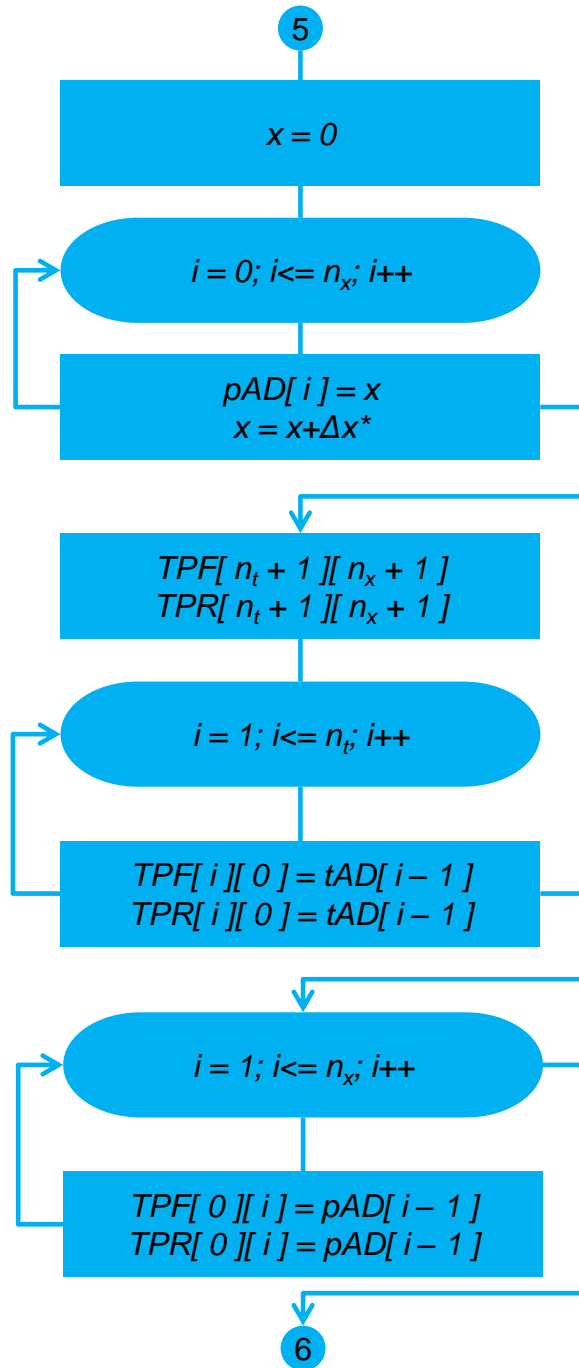 5
x = 0
i = 0; i<= nₓ; i++
pAD[ i ] = x
x = x+Δx*
TPF[ nₜ + 1 ][ nₓ + 1 ]
TPR[ nₜ + 1 ][ nₓ + 1 ]
i = 1; i<= nₜ; i++
TPF[ i ][ 0 ] = tAD[ i – 1 ]
TPR[ i ][ 0 ] = tAD[ i – 1 ]
i = 1; i<= nₓ; i++
TPF[ 0 ][ i ] = pAD[ i – 1 ]
TPR[ 0 ][ i ] = pAD[ i – 1 ]
6